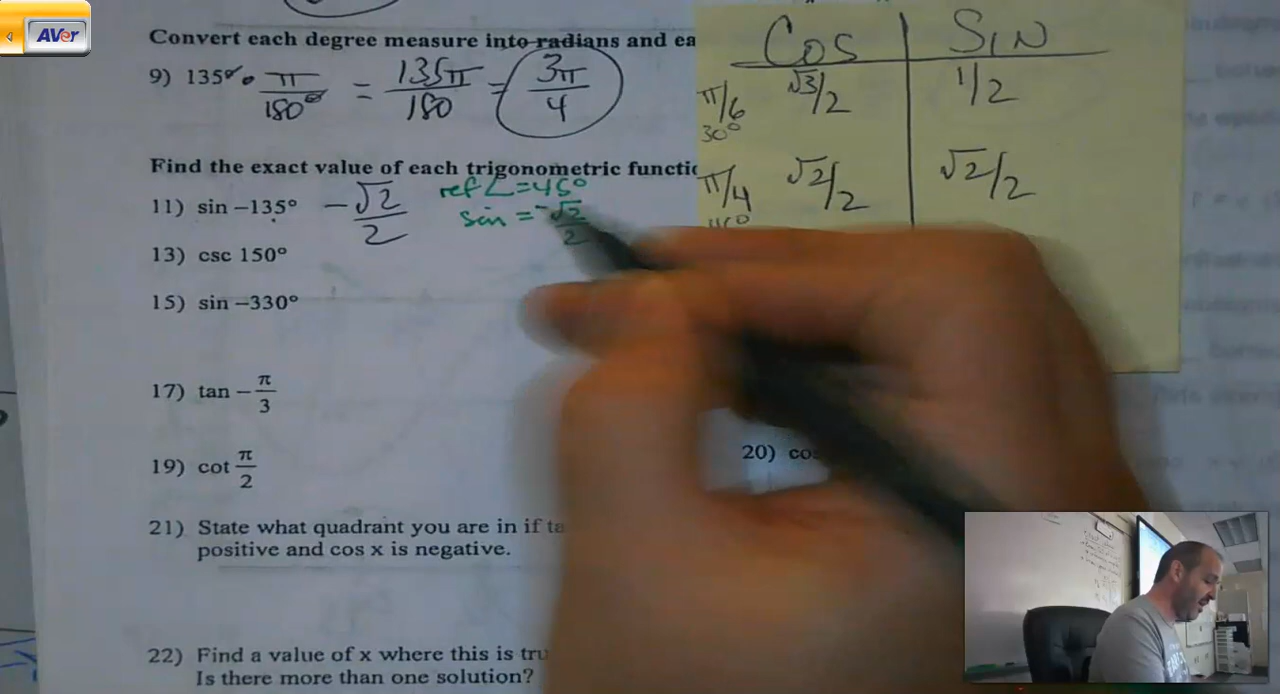 AVer
Convert each degree measure into radians and ea
9) 135° · π/180° = 135π/180 = 3π/4
Find the exact value of each trigonometric functio
11) sin −135° -√2/2 ref ∠ = 45°
sin = -√2/2
13) csc 150°
15) sin −330°
17) tan − π/3
19) cot π/2
20) cos
21) State what quadrant you are in if ta
positive and cos x is negative.
22) Find a value of x where this is tru
Is there more than one solution?
Cos Sin
π/6 √3/2 1/2
30°
π/4 √2/2 √2/2